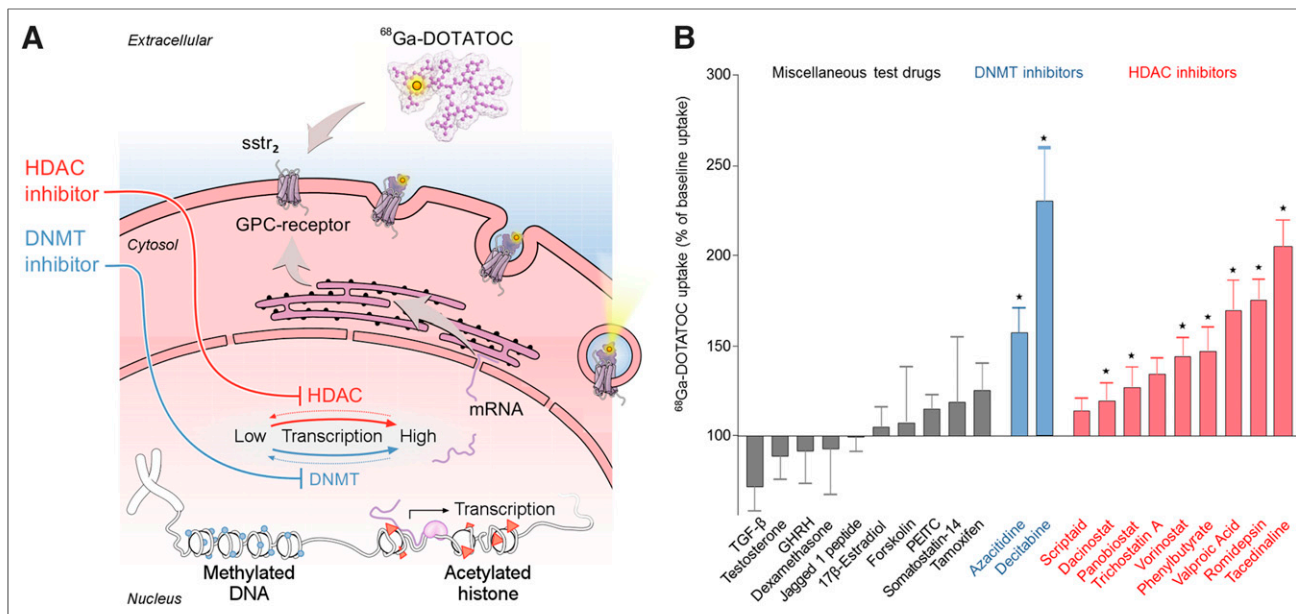 A
Extracellular
⁶⁸Ga-DOTATOC
sstr₂
HDAC
inhibitor
GPC-receptor
DNMT
inhibitor
Cytosol
HDAC
mRNA
Low Transcription High
DNMT
Transcription
Methylated
DNA
Acetylated
histone
Nucleus
B
Miscellaneous test drugs
DNMT inhibitors
HDAC inhibitors
⁶⁸Ga-DOTATOC uptake (% of baseline uptake)
300
250
200
150
100
TGF-β
Testosterone
GHRH
Dexamethasone
Jagged 1 peptide
17β-Estradiol
Forskolin
PEITC
Somalostatin-14
Tamoxifen
Azacitidine
Decitabine
Scriptaid
Dacinostat
Panobiostat
Trichostatin A
Vorinostat
Phenylbutyrate
Valproic Acid
Romidepsin
Tacedinaline